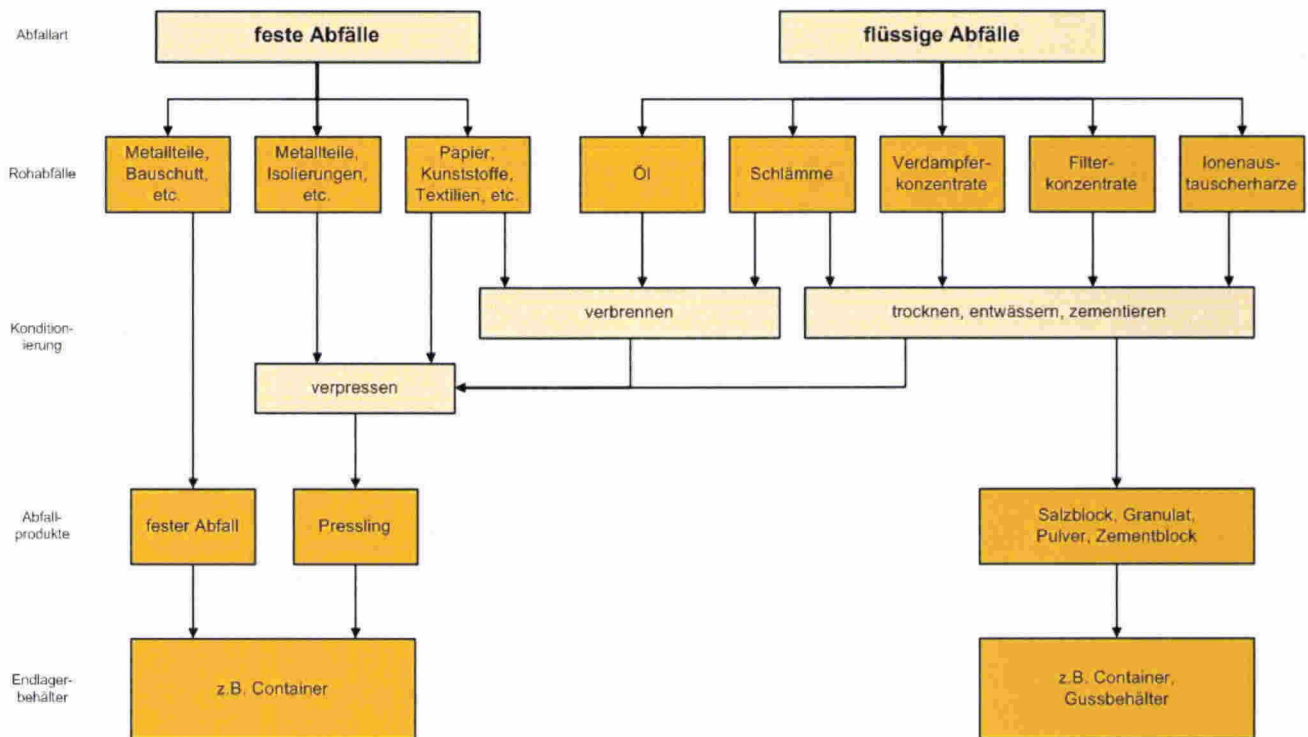 Abfallart
feste Abfälle
flüssige Abfälle
Rohabfälle
Metallteile,
Bauschutt,
etc.
Metallteile,
Isolierungen,
etc.
Papier,
Kunststoffe,
Textilien, etc.
Öl
Schlämme
Verdampfer-
konzentrate
Filter-
konzentrate
Ionenaus-
tauscherharze
Kondition-
ierung
verbrennen
trocknen, entwässern, zementieren
verpressen
Abfall-
produkte
fester Abfall
Pressling
Salzblock, Granulat,
Pulver, Zementblock
Endlager-
behälter
z.B. Container
z.B. Container,
Gussbehälter